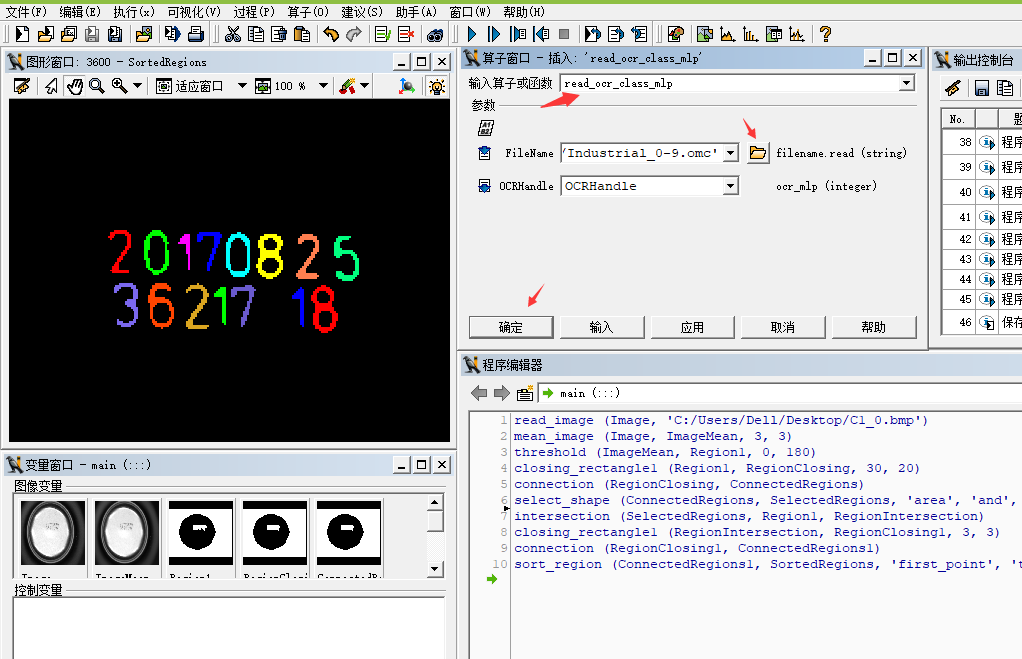 文件(F) 编辑(E) 执行(x) 可视化(V) 过程(P) 算子(O) 建议(S) 助手(A) 窗口(W) 帮助(H)
图形窗口: 3600 - SortedRegions
适应窗口 100 %
20170825
36217 18
算子窗口 - 插入: 'read_ocr_class_mlp'
输入算子或函数 read_ocr_class_mlp
参数
FileName 'Industrial_0-9.omc' filename.read (string)
OCRHandle OCRHandle ocr_mlp (integer)
确定 输入 应用 取消 帮助
输出控制台
No.
38 程序
39 程序
40 程序
41 程序
42 程序
43 程序
44 程序
45 程序
46 保存
程序编辑器
main (:::)
1 read_image (Image, 'C:/Users/Dell/Desktop/C1_0.bmp')
2 mean_image (Image, ImageMean, 3, 3)
3 threshold (ImageMean, Region1, 0, 180)
4 closing_rectangle1 (Region1, RegionClosing, 30, 20)
5 connection (RegionClosing, ConnectedRegions)
6 select_shape (ConnectedRegions, SelectedRegions, 'area', 'and',
7 intersection (SelectedRegions, Region1, RegionIntersection)
8 closing_rectangle1 (RegionIntersection, RegionClosing1, 3, 3)
9 connection (RegionClosing1, ConnectedRegions1)
10 sort_region (ConnectedRegions1, SortedRegions, 'first_point', 't
变量窗口 - main (:::)
图像变量
控制变量